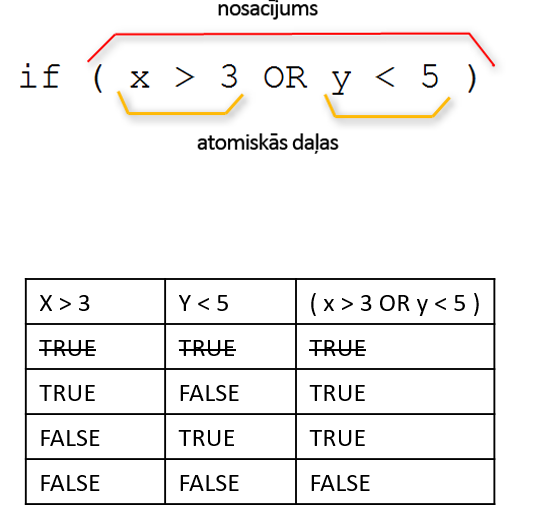 nosacījums
if ( x > 3 OR y < 5 )
atomiskās daļas
X > 3 Y < 5 ( x > 3 OR y < 5 )
TRUE TRUE TRUE
TRUE FALSE TRUE
FALSE TRUE TRUE
FALSE FALSE FALSE